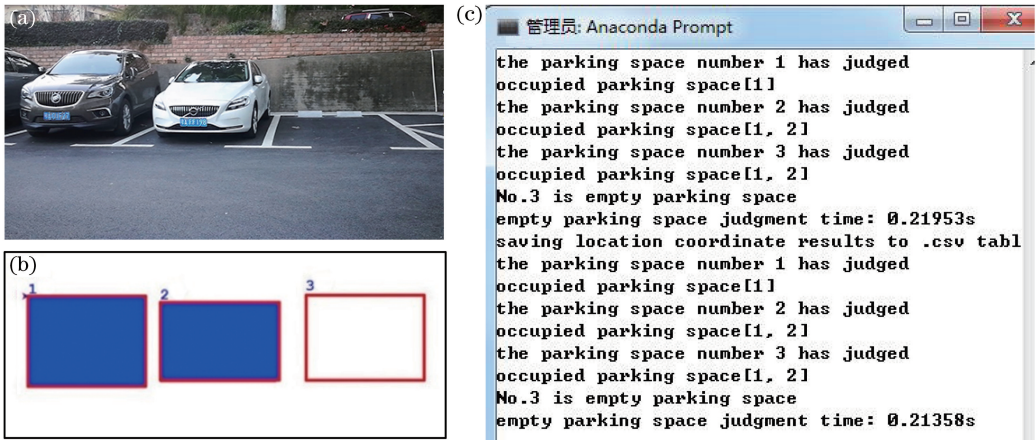 (a)
(b)
1
2
3
(c)
管理员: Anaconda Prompt
the parking space number 1 has judged
occupied parking space[1]
the parking space number 2 has judged
occupied parking space[1, 2]
the parking space number 3 has judged
occupied parking space[1, 2]
No.3 is empty parking space
empty parking space judgment time: 0.21953s
saving location coordinate results to .csv tabl
the parking space number 1 has judged
occupied parking space[1]
the parking space number 2 has judged
occupied parking space[1, 2]
the parking space number 3 has judged
occupied parking space[1, 2]
No.3 is empty parking space
empty parking space judgment time: 0.21358s